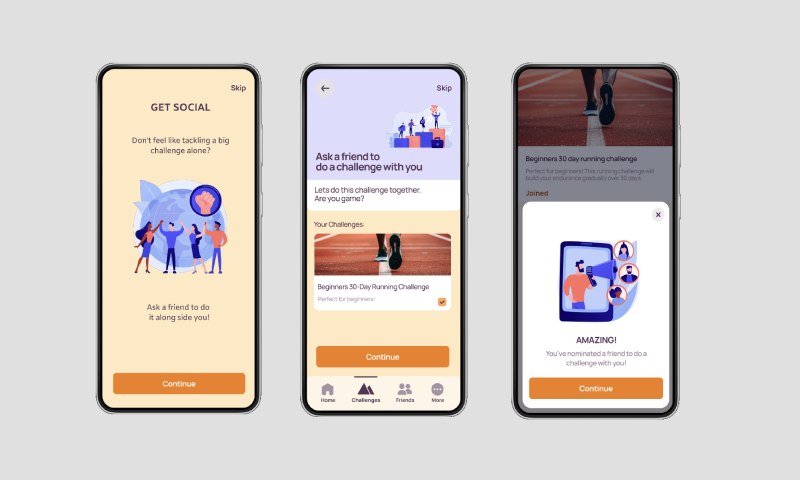 Skip
GET SOCIAL
Don't feel like tackling a big
challenge alone?
Ask a friend to do
it along side you!
Continue
Skip
Ask a friend to
do a challenge with you
Lets do this challenge together.
Are you game?
Your Challenges:
Beginners 30-Day Running Challenge
Perfect for beginners!
Continue
Home
Challenges
Friends
More
Beginners 30 day running challenge
Perfect for beginners! This running challenge will
build your endurance gradually over 30 days.
Joined
AMAZING!
You've nominated a friend to do a
challenge with you!
Continue